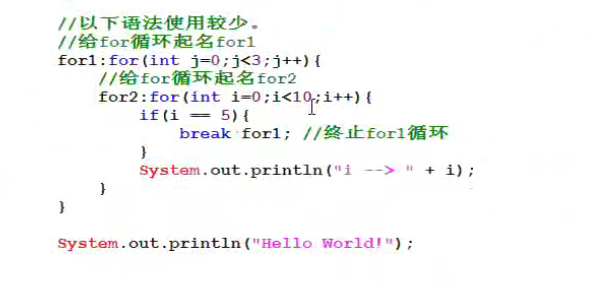 //以下语法使用较少。
//给for循环起名for1
for1:for(int j=0;j<3;j++){
//给for循环起名for2
for2:for(int i=0;i<10;i++){
if(i == 5){
break for1; //终止for1循环
}
System.out.println("i --> " + i);
}
}
System.out.println("Hello World!");